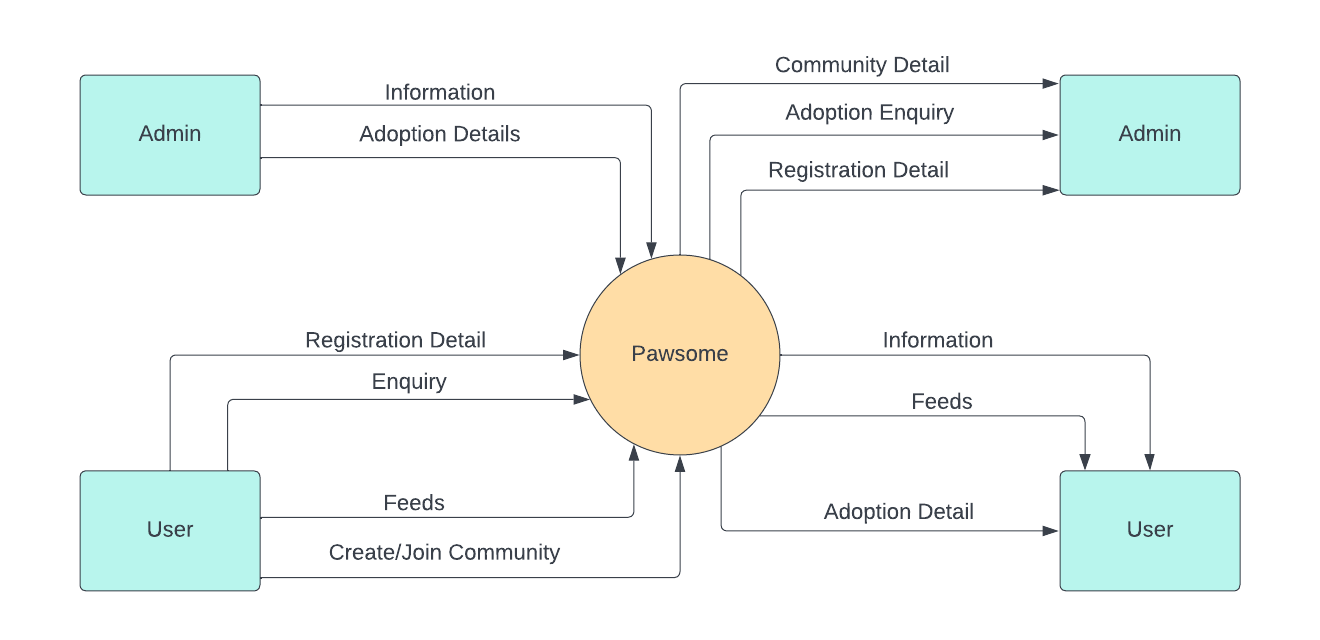 Community Detail
Information
Adoption Enquiry
Admin
Adoption Details
Admin
Registration Detail
Registration Detail
Pawsome
Information
Enquiry
Feeds
Feeds
Adoption Detail
User
User
Create/Join Community